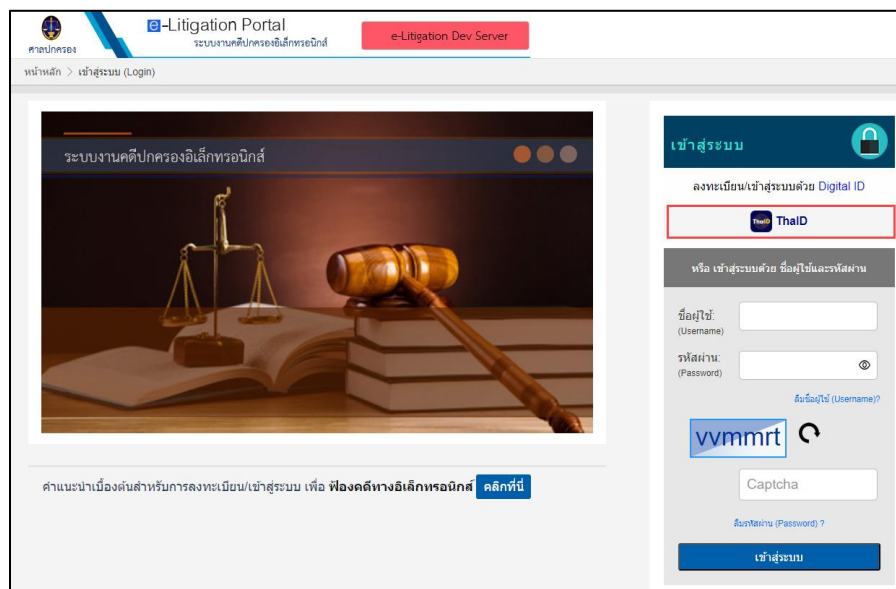 ศาลปกครอง
e-Litigation Portal
ระบบงานคดีปกครองอิเล็กทรอนิกส์
e-Litigation Dev Server
หน้าหลัก > เข้าสู่ระบบ (Login)
ระบบงานคดีปกครองอิเล็กทรอนิกส์
คำแนะนำเบื้องต้นสำหรับการลงทะเบียน/เข้าสู่ระบบ เพื่อ ฟ้องคดีทางอิเล็กทรอนิกส์ คลิกที่นี่
เข้าสู่ระบบ
ลงทะเบียน/เข้าสู่ระบบด้วย Digital ID
ThaID ThaID
หรือ เข้าสู่ระบบด้วย ชื่อผู้ใช้และรหัสผ่าน
ชื่อผู้ใช้:
(Username)
รหัสผ่าน:
(Password)
ลืมชื่อผู้ใช้ (Username)?
vvmmrt
Captcha
ลืมรหัสผ่าน (Password) ?
เข้าสู่ระบบ